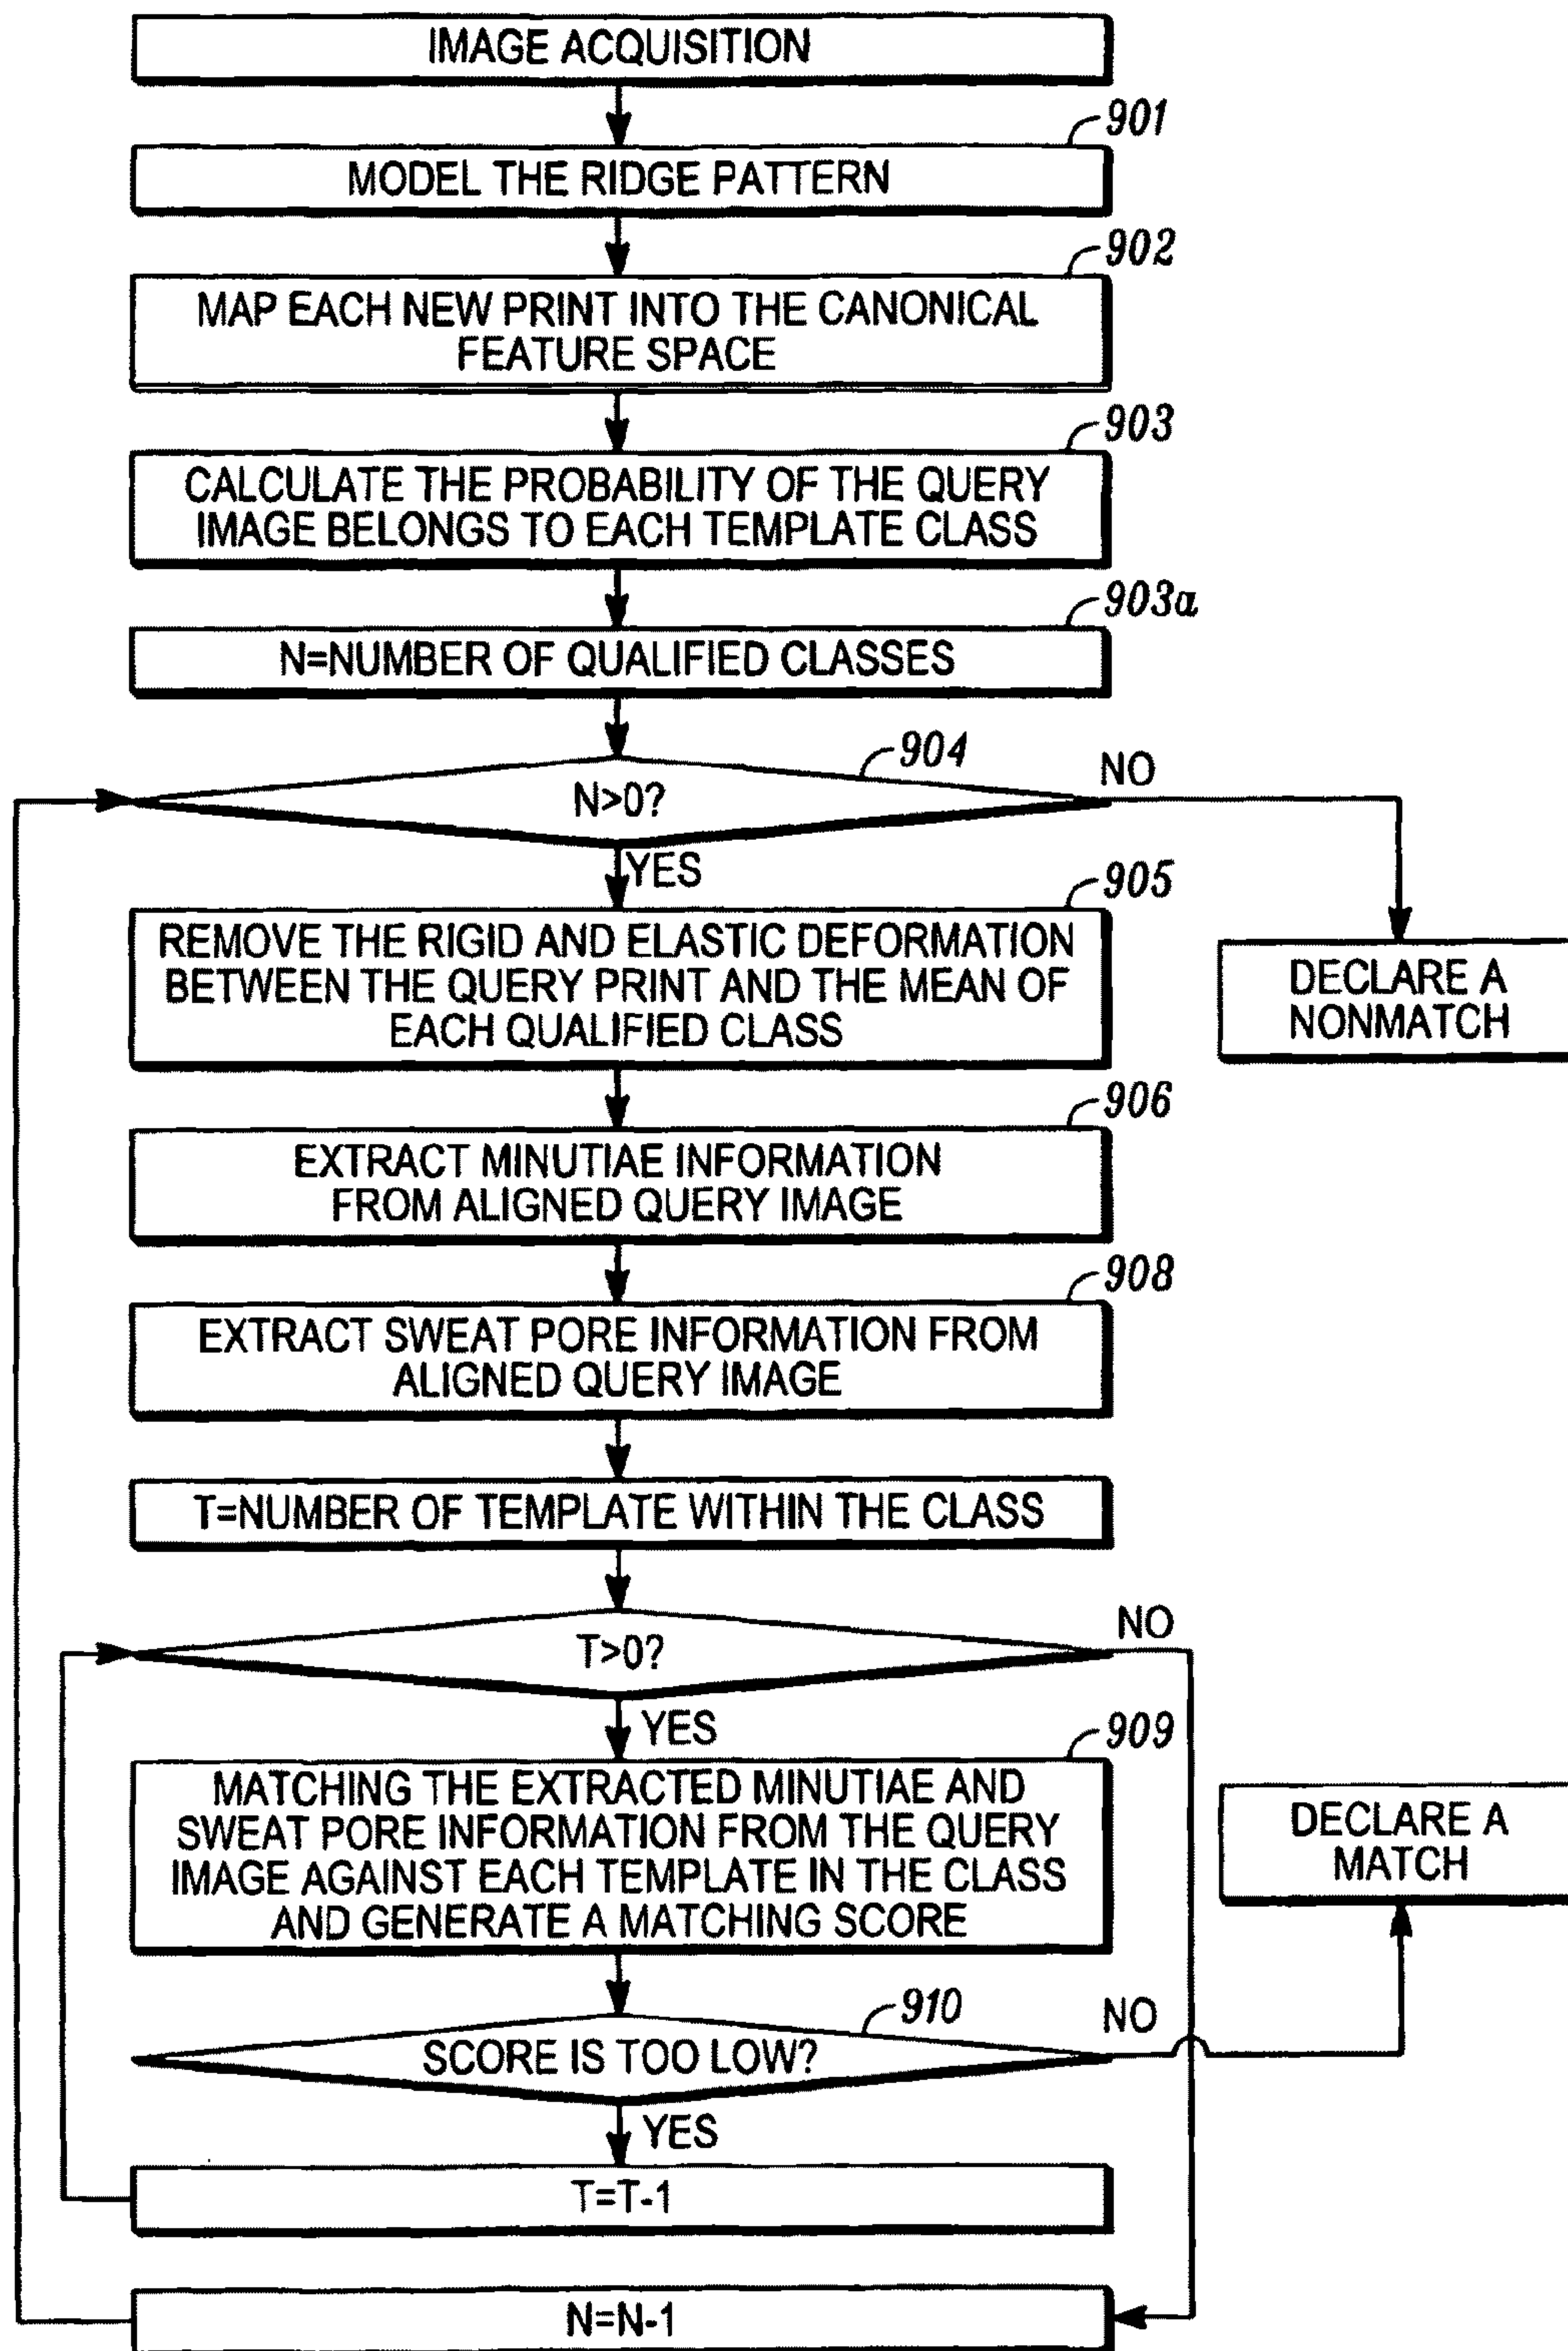 IMAGE ACQUISITION
901
MODEL THE RIDGE PATTERN
902
MAP EACH NEW PRINT INTO THE CANONICAL
FEATURE SPACE
903
CALCULATE THE PROBABILITY OF THE QUERY
IMAGE BELONGS TO EACH TEMPLATE CLASS
903a
N=NUMBER OF QUALIFIED CLASSES
904
NO
N>0?
YES
905
REMOVE THE RIGID AND ELASTIC DEFORMATION
BETWEEN THE QUERY PRINT AND THE MEAN OF
EACH QUALIFIED CLASS
DECLARE A
NONMATCH
906
EXTRACT MINUTIAE INFORMATION
FROM ALIGNED QUERY IMAGE
908
EXTRACT SWEAT PORE INFORMATION FROM
ALIGNED QUERY IMAGE
T=NUMBER OF TEMPLATE WITHIN THE CLASS
NO
T>0?
YES
909
MATCHING THE EXTRACTED MINUTIAE AND
SWEAT PORE INFORMATION FROM THE QUERY
IMAGE AGAINST EACH TEMPLATE IN THE CLASS
AND GENERATE A MATCHING SCORE
DECLARE A
MATCH
910
NO
SCORE IS TOO LOW?
YES
T=T-1
N=N-1